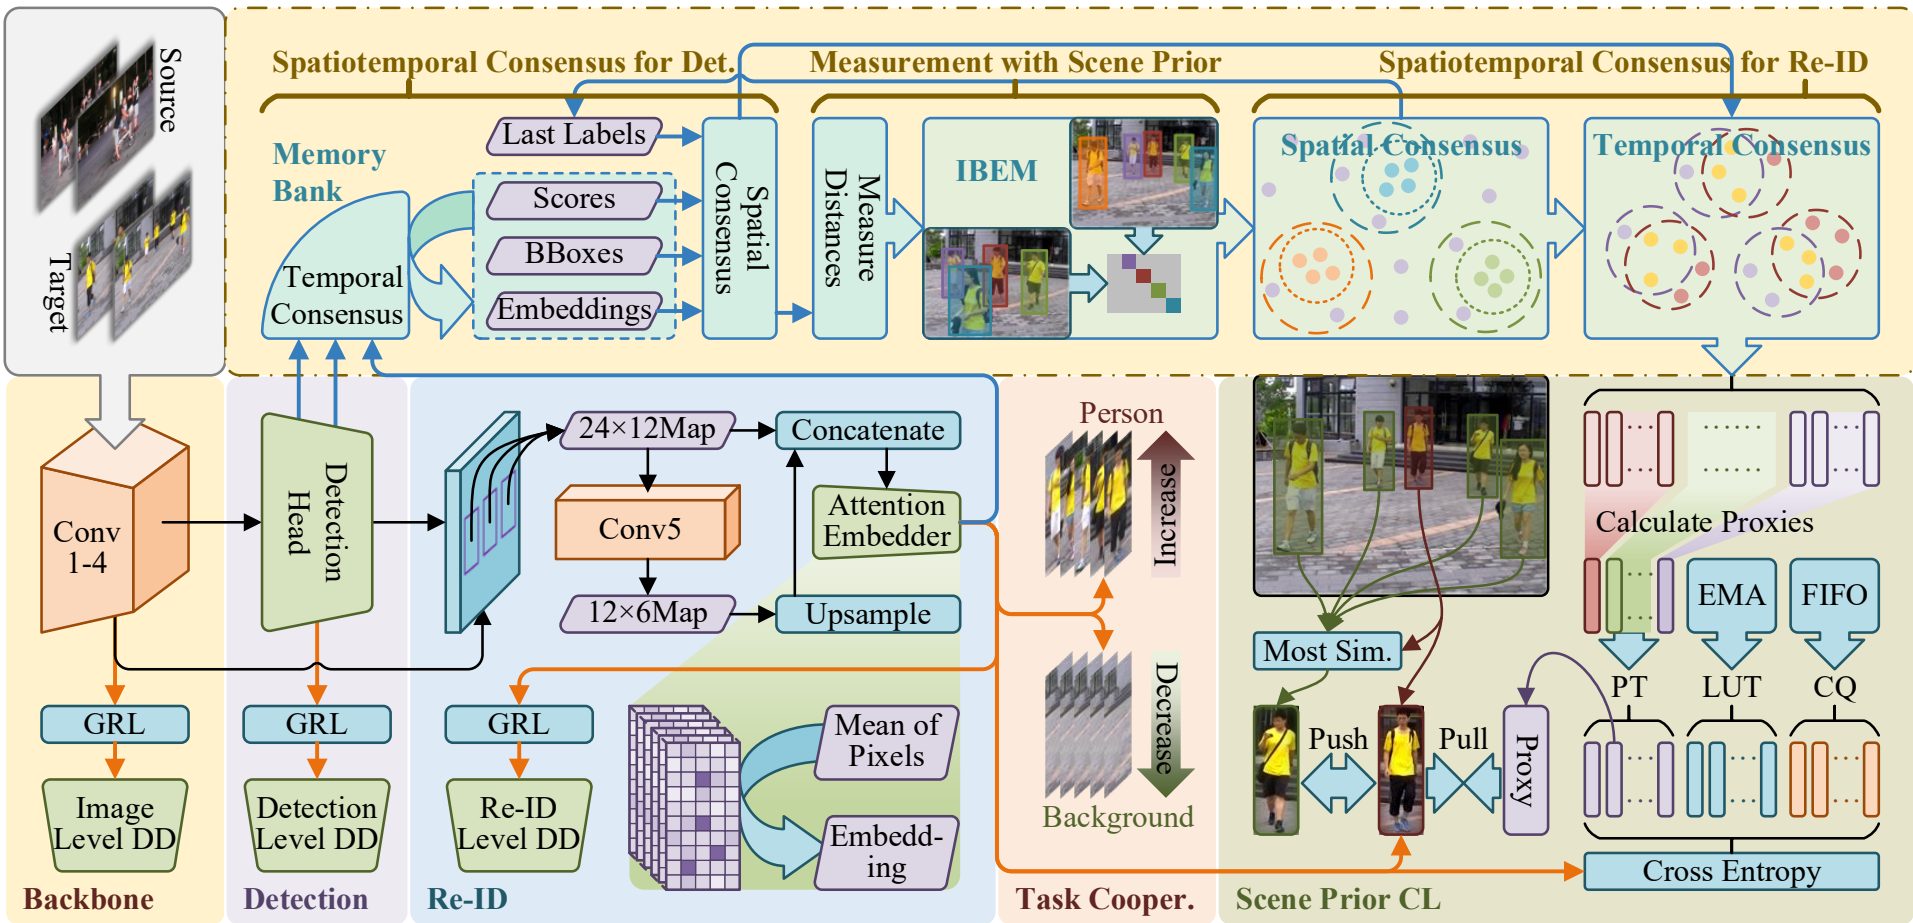 Source
Target
Spatiotemporal Consensus for Det.
Measurement with Scene Prior
Spatiotemporal Consensus for Re-ID
Memory
Bank
Last Labels
Scores
BBoxes
Embeddings
Temporal
Consensus
Spatial
Consensus
Measure
Distances
IBEM
Spatial Consensus
Temporal Consensus
Conv
1-4
Detection
Head
24×12Map
Conv5
12×6Map
Concatenate
Attention
Embedder
Upsample
GRL
GRL
GRL
Image
Level DD
Detection
Level DD
Re-ID
Level DD
Mean of
Pixels
Embedd-
ing
Person
Increase
Decrease
Background
Most Sim.
Push
Pull
Proxy
Calculate Proxies
EMA
FIFO
PT
LUT
CQ
Cross Entropy
Backbone
Detection
Re-ID
Task Cooper.
Scene Prior CL